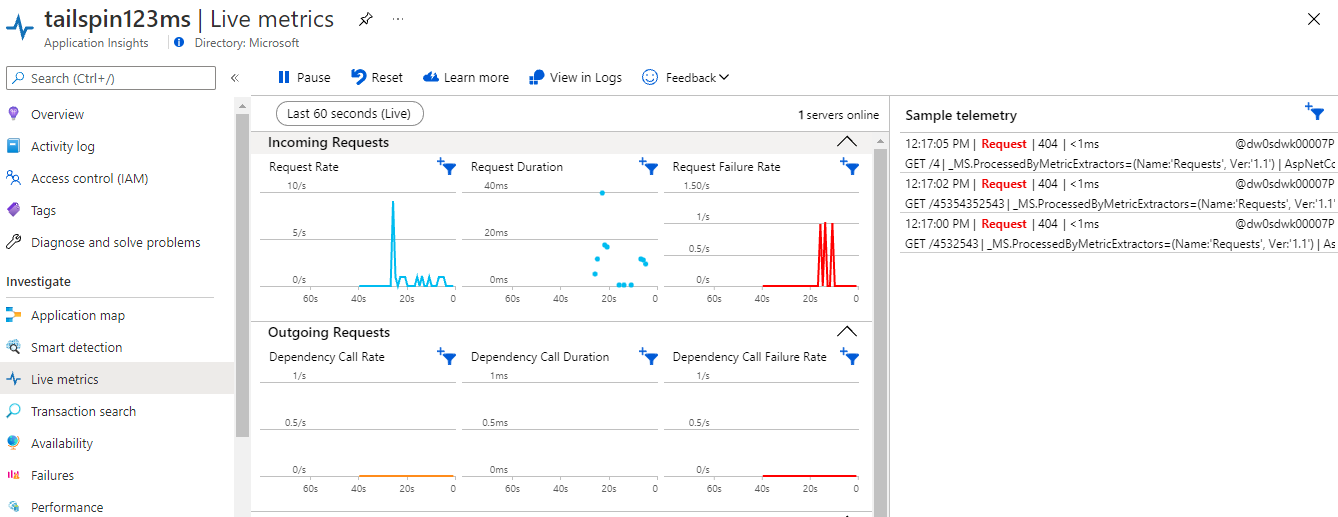 tailspin123ms | Live metrics
Application Insights
Directory: Microsoft
Search (Ctrl+/)
Overview
Activity log
Access control (IAM)
Tags
Diagnose and solve problems
Investigate
Application map
Smart detection
Live metrics
Transaction search
Availability
Failures
Performance
Pause Reset Learn more View in Logs Feedback
Last 60 seconds (Live)
1 servers online
Incoming Requests
Request Rate
10/s
5/s
0/s
60s 40s 20s 0
Request Duration
40ms
20ms
0ms
60s 40s 20s 0
Request Failure Rate
1.50/s
1/s
0.5/s
0/s
60s 40s 20s 0
Outgoing Requests
Dependency Call Rate
1/s
0.5/s
0/s
60s 40s 20s 0
Dependency Call Duration
1ms
0.5ms
0ms
60s 40s 20s 0
Dependency Call Failure Rate
1/s
0.5/s
0/s
60s 40s 20s 0
Sample telemetry
12:17:05 PM | Request | 404 | <1ms @dw0sdwk00007P
GET /4 | _MS.ProcessedByMetricExtractors=(Name:'Requests', Ver:'1.1') | AspNetCo
12:17:02 PM | Request | 404 | <1ms @dw0sdwk00007P
GET /45354352543 | _MS.ProcessedByMetricExtractors=(Name:'Requests', Ver:'1.1'
12:17:00 PM | Request | 404 | <1ms @dw0sdwk00007P
GET /4532543 | _MS.ProcessedByMetricExtractors=(Name:'Requests', Ver:'1.1') | As